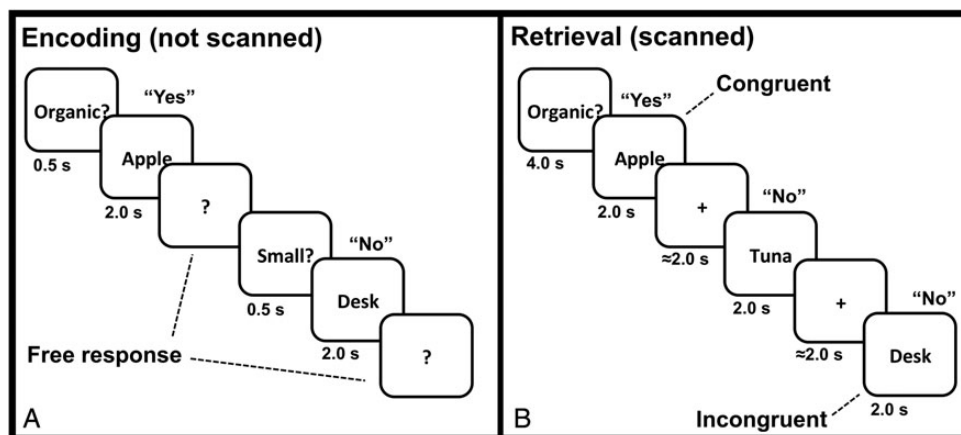 Encoding (not scanned)
Organic?
0.5 s
“Yes”
Apple
2.0 s
?
Small?
0.5 s
“No”
Desk
2.0 s
?
Free response
A
Retrieval (scanned)
Organic?
4.0 s
“Yes”
Congruent
Apple
2.0 s
+
≈2.0 s
“No”
Tuna
2.0 s
+
≈2.0 s
“No”
Desk
2.0 s
Incongruent
B